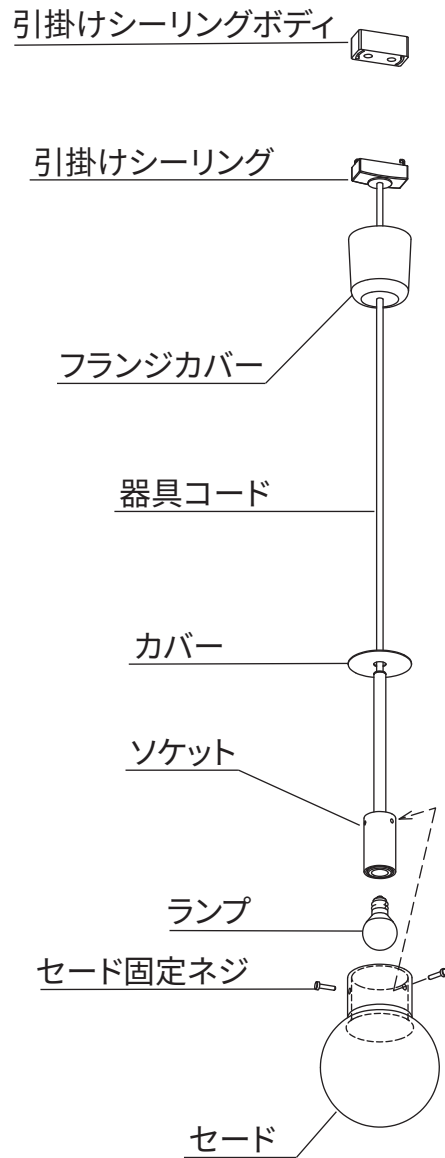 引掛けシーリングボディ
引掛けシーリング
フランジカバー
器具コード
カバー
ソケット
ランプ
セード固定ネジ
セード